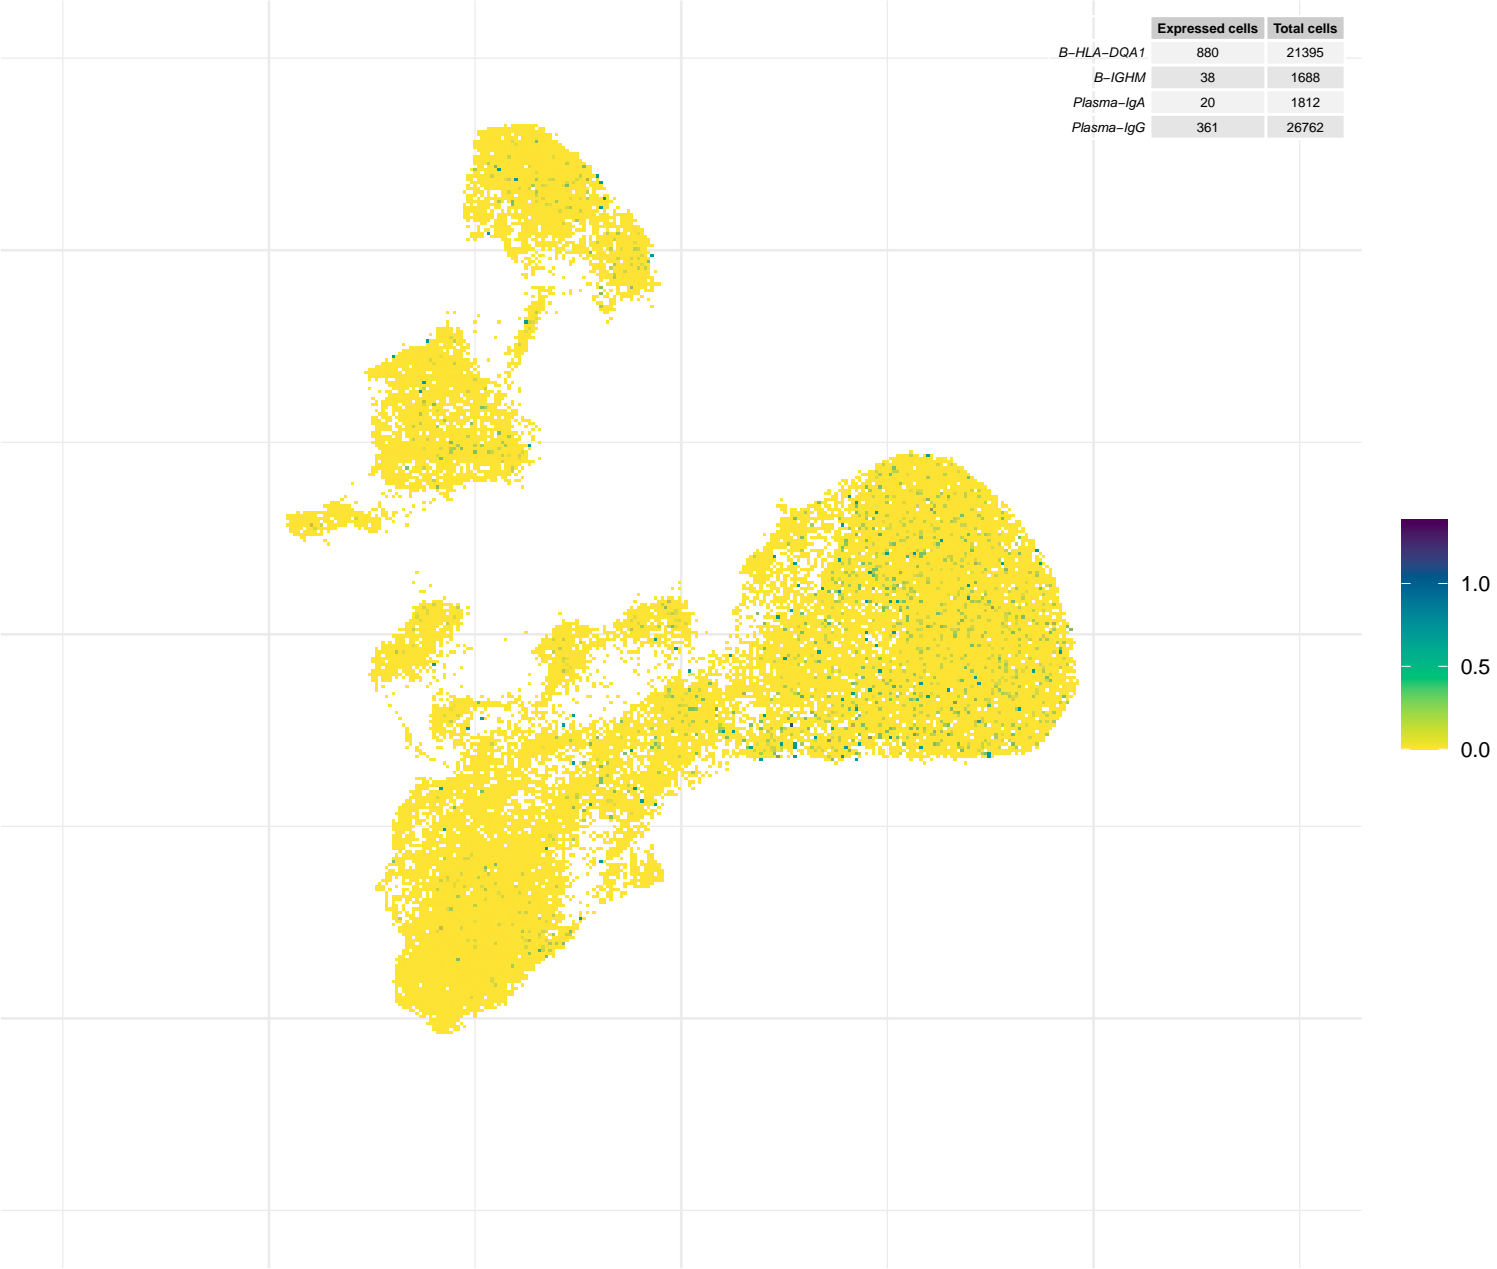 Expressed cells Total cells
B−HLA−DQA1 880 21395
B−IGHM 38 1688
Plasma−IgA 20 1812
Plasma−IgG 361 26762
1.0
0.5
0.0